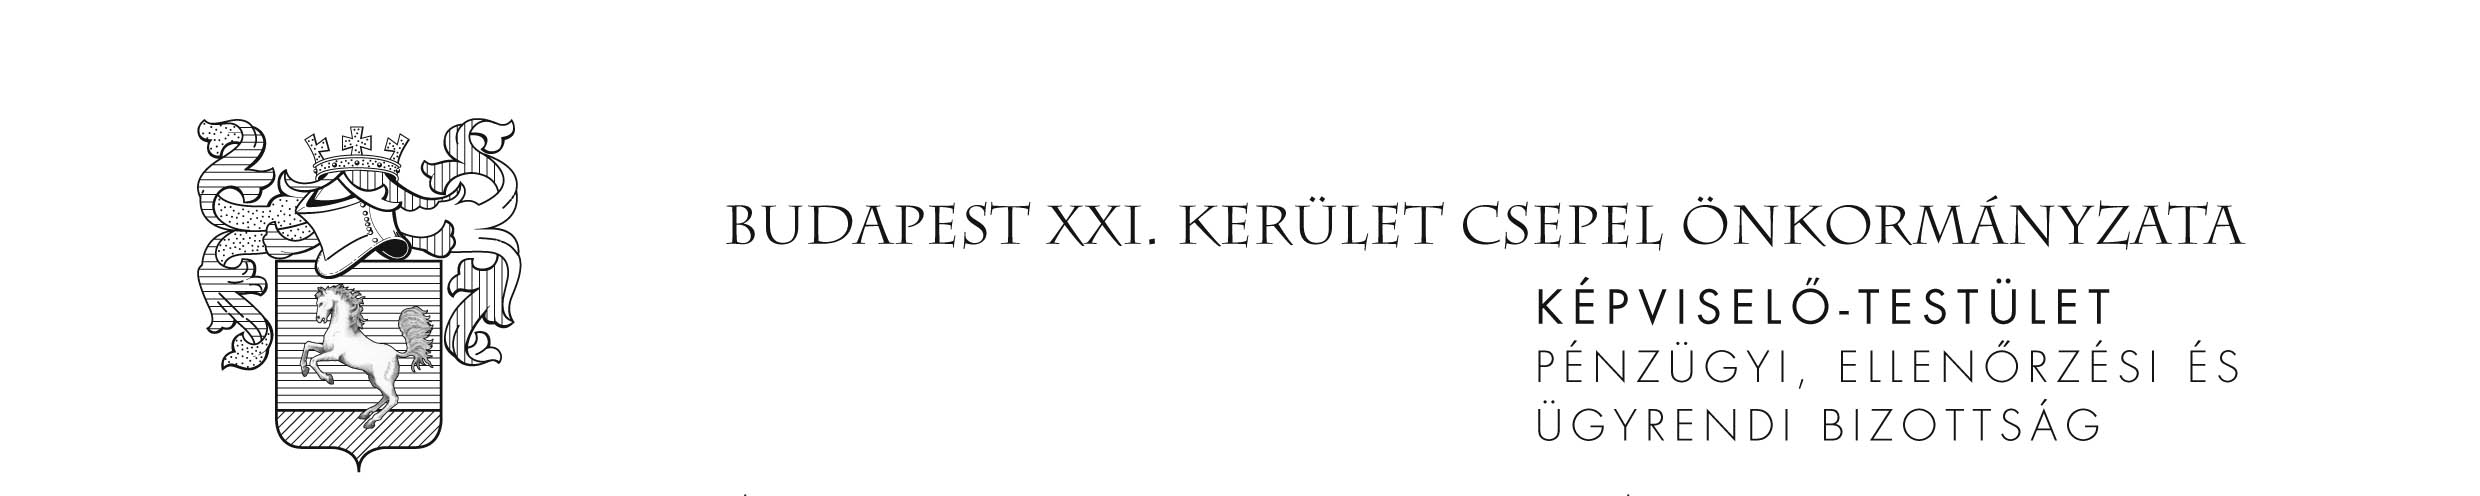 BUDAPEST XXI. KERÜLET CSEPEL ÖNKORMÁNYZATA
KÉPVISELŐ-TESTÜLET
PÉNZÜGYI, ELLENŐRZÉSI ÉS
ÜGYRENDI BIZOTTSÁG